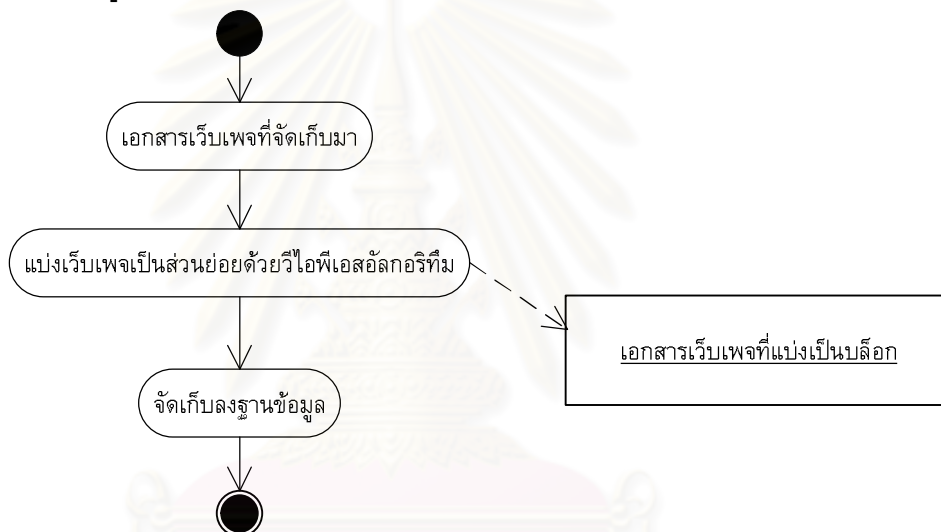 เอกสารเว็บเพจที่จัดเก็บมา
แบ่งเว็บเพจเป็นส่วนย่อยด้วยวีไอพีเอสอัลกอริทึม
เอกสารเว็บเพจที่แบ่งเป็นบล็อก
จัดเก็บลงฐานข้อมูล